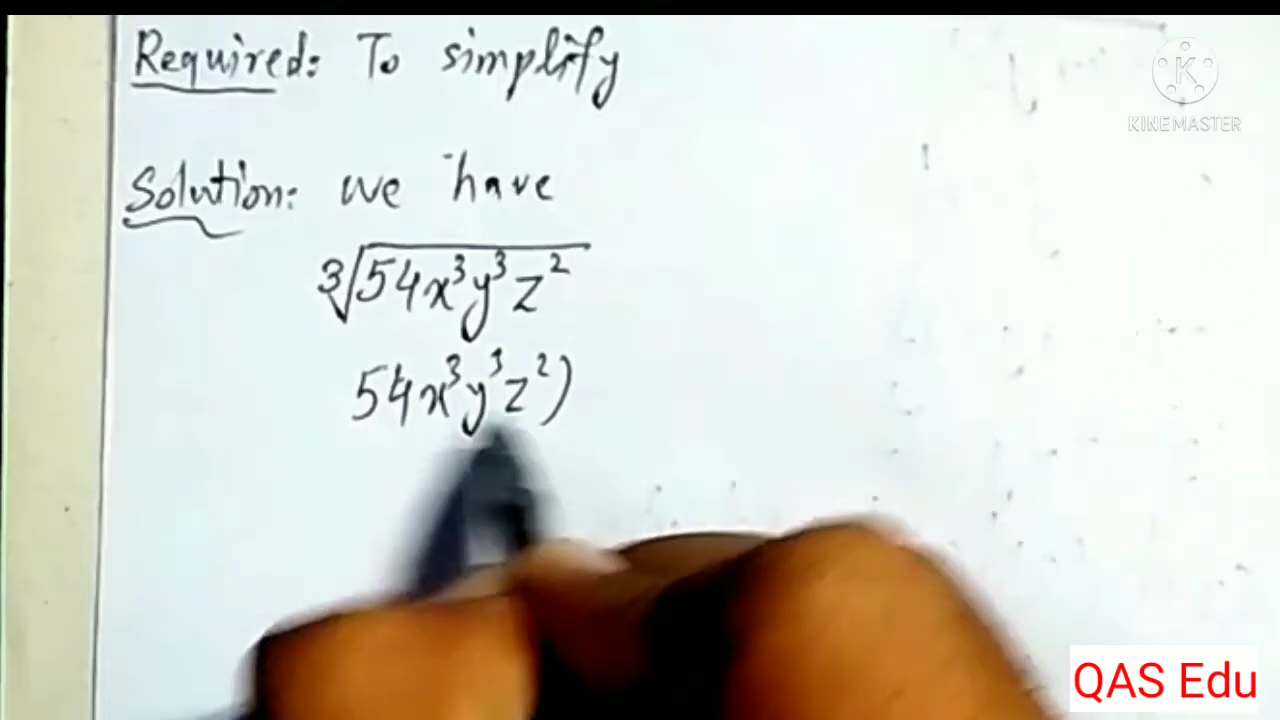 Required: To simplify
KINEMASTER
Solution: we have
∛54x³y³z²
54x³y³z²)
QAS Edu